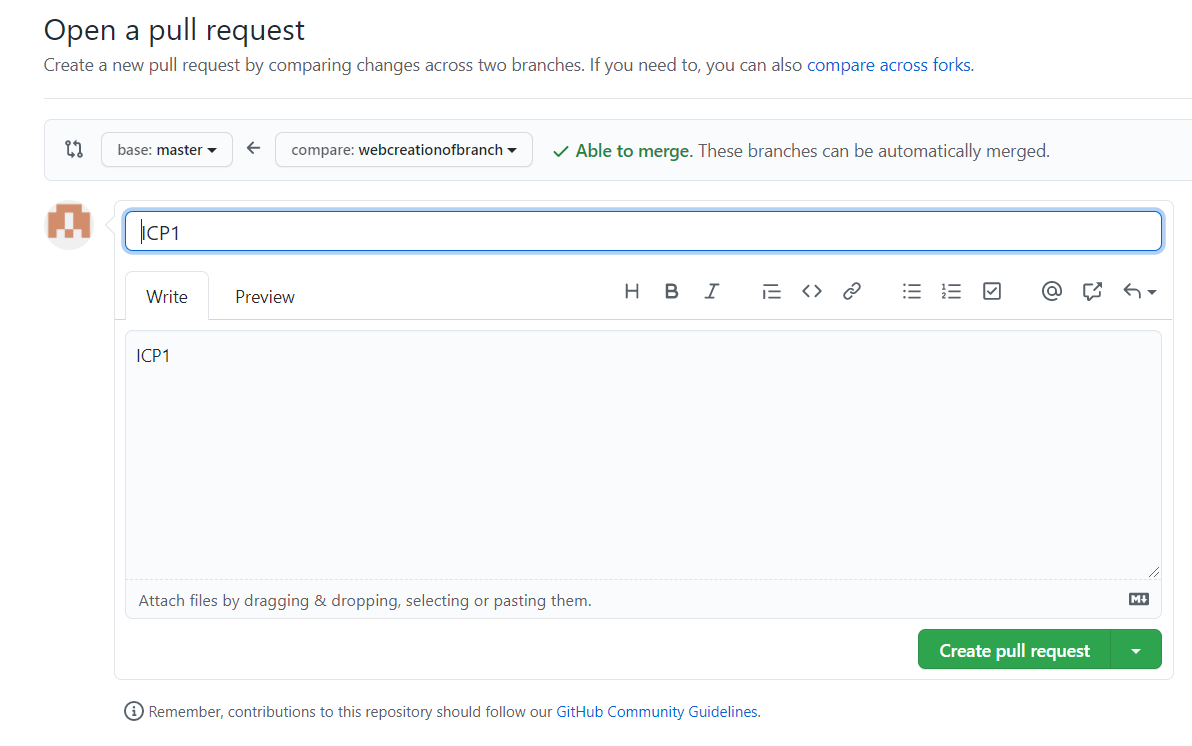 Open a pull request
Create a new pull request by comparing changes across two branches. If you need to, you can also compare across forks.
base: master compare: webcreationofbranch Able to merge. These branches can be automatically merged.
ICP1
Write Preview
ICP1
Attach files by dragging & dropping, selecting or pasting them.
Create pull request
Remember, contributions to this repository should follow our GitHub Community Guidelines.